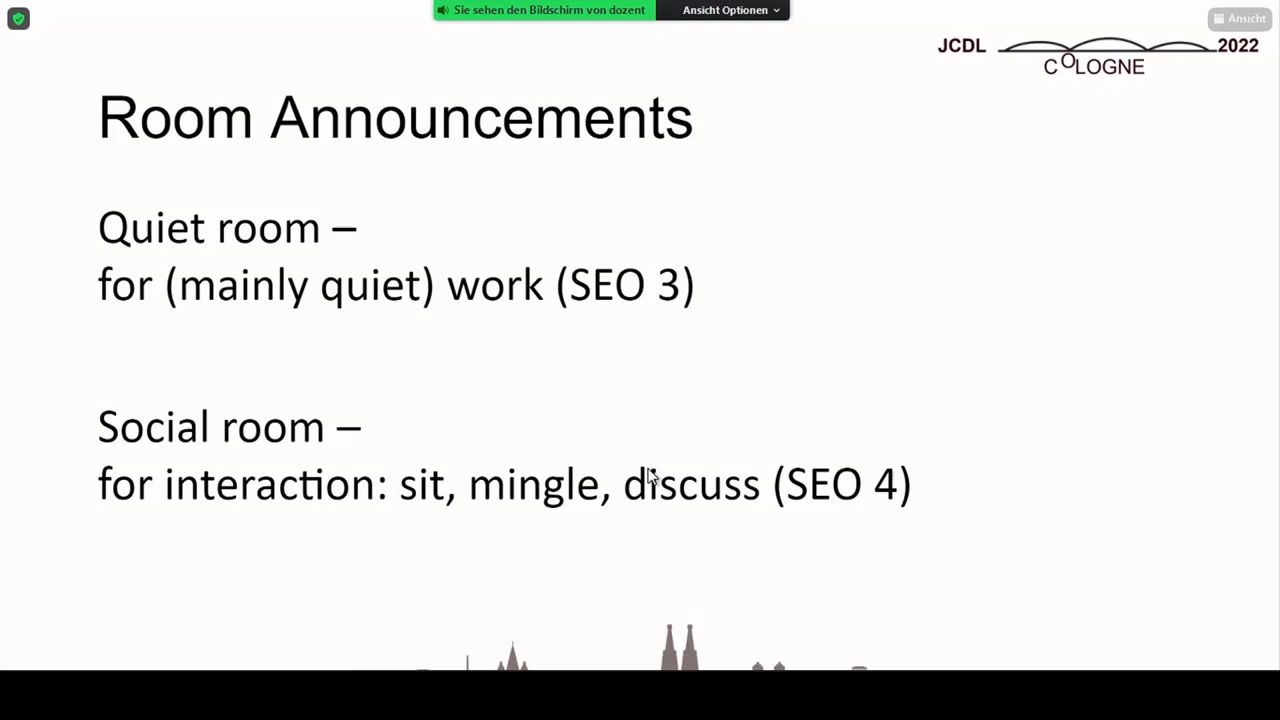 Sie sehen den Bildschirm von dozent
Ansicht Optionen
Ansicht
JCDL
2022
COLOGNE
Room Announcements
Quiet room –
for (mainly quiet) work (SEO 3)
Social room –
for interaction: sit, mingle, discuss (SEO 4)